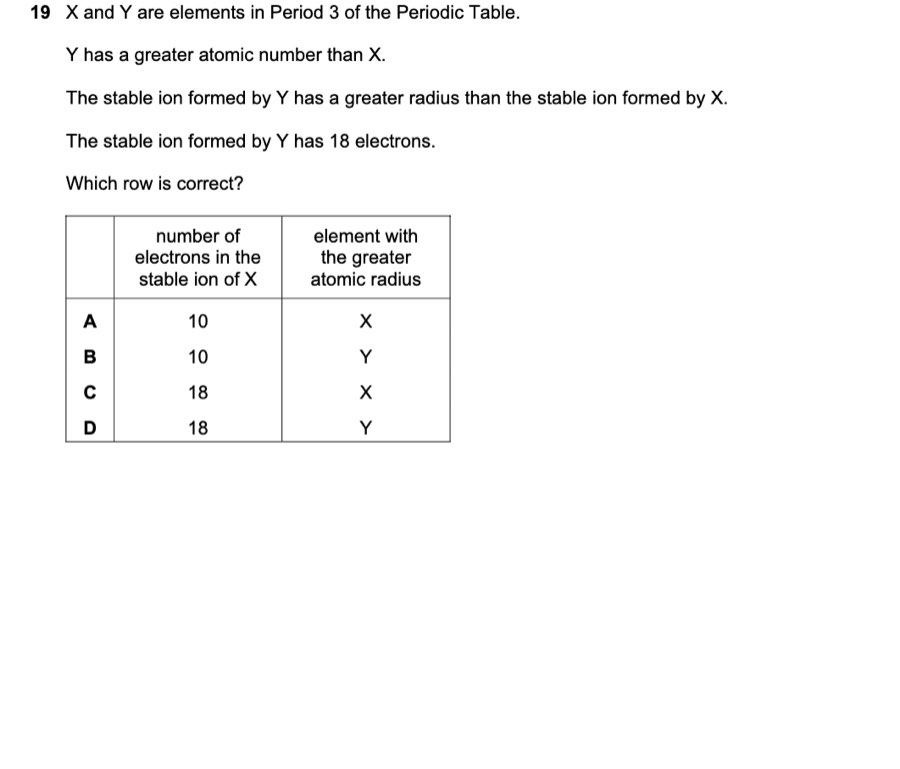 19 X and Y are elements in Period 3 of the Periodic Table.
Y has a greater atomic number than X.
The stable ion formed by Y has a greater radius than the stable ion formed by X.
The stable ion formed by Y has 18 electrons.
Which row is correct?
number of electrons in the stable ion of X | element with the greater atomic radius
A 10 X
B 10 Y
C 18 X
D 18 Y